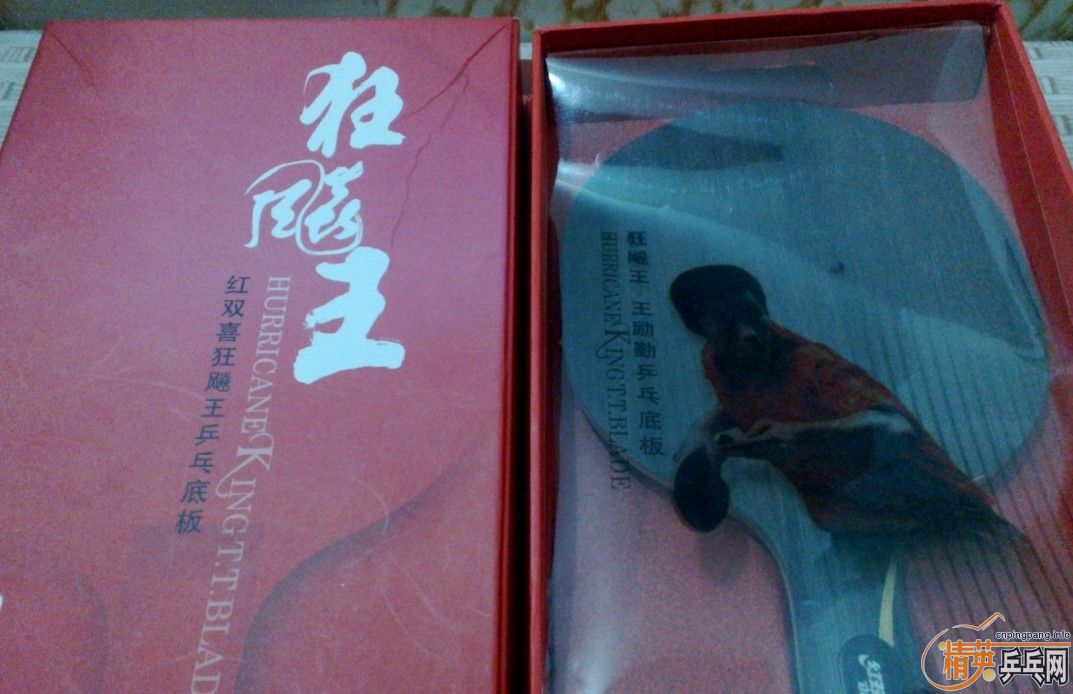 狂飚王
红双喜狂飚王乒乓底板
HURRICANE KING T.T.BLAD
狂飚王·王励勤乒乓底板
HURRICANE KING T.T.BLADE
cnpingpang.info
精英乒乓网